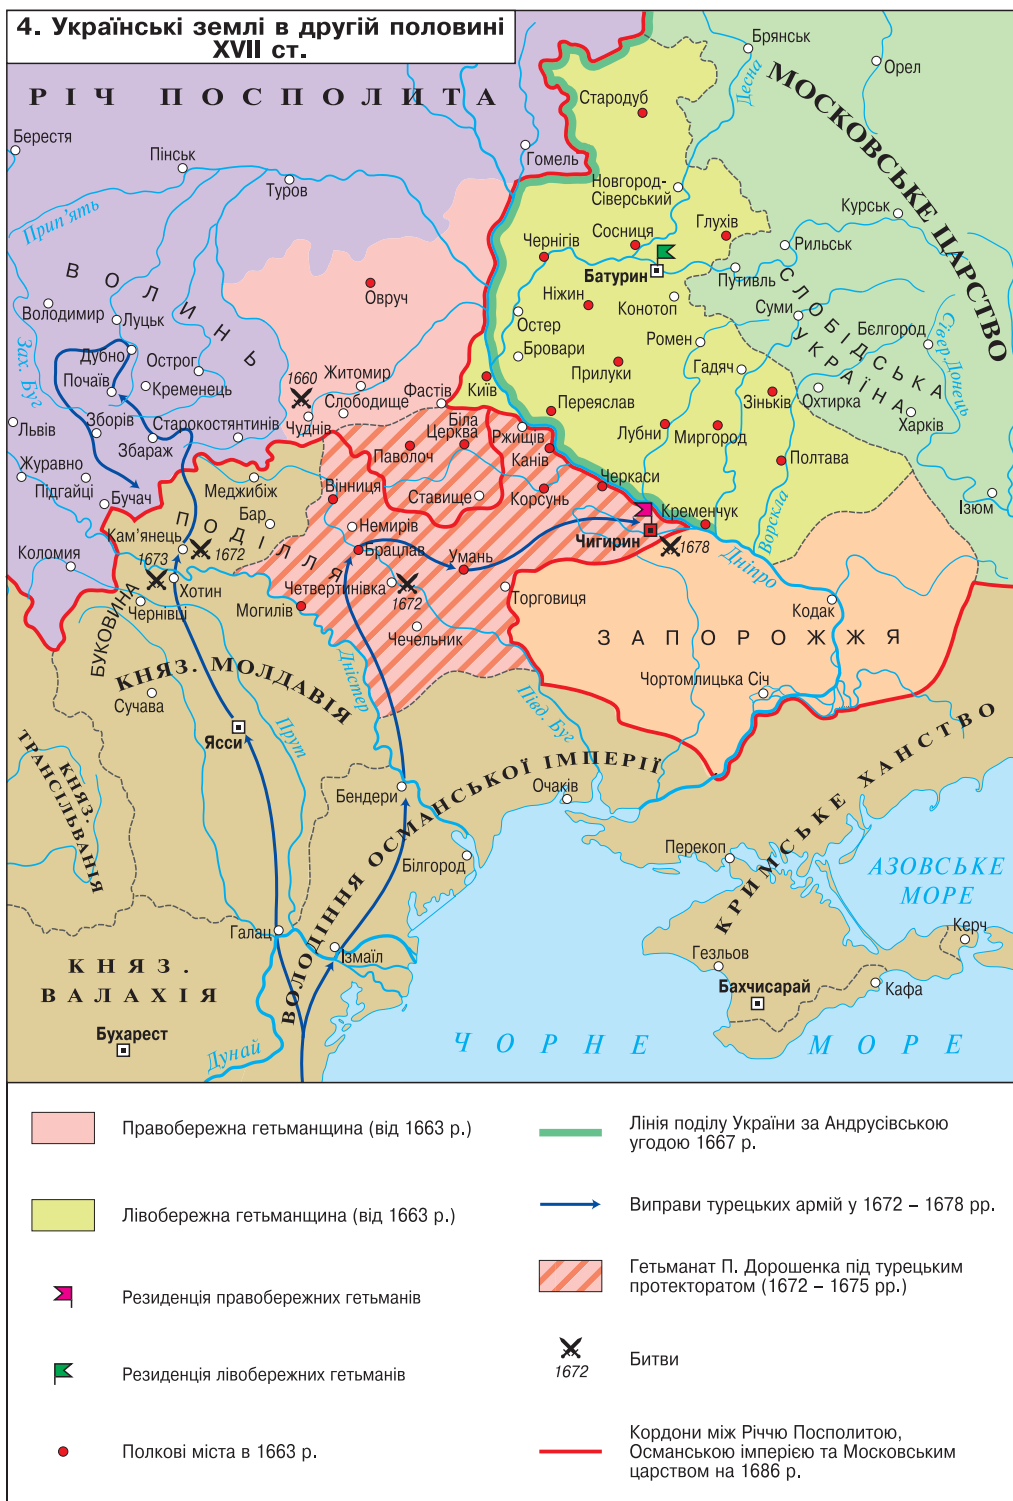 4. Українські землі в другій половині
XVII ст.
РІЧ ПОСПОЛИТА
МОСКОВСЬКЕ ЦАРСТВО
Брянськ
Орел
Десна
Стародуб
Берестя
Пінськ
Туров
Гомель
Прип'ять
Новгород-
Сіверський
Курськ
Глухів
Сосниця
Чернігів
Рильськ
Батурин
Путивль
ВОЛИНЬ
Овруч
Ніжин
Конотоп
СЛОБІДСЬКА
УКРАЇНА
Суми
Володимир
Луцьк
Остер
Ромен
Бєлгород
Сівер. Донець
Зах. Буг
Дубно
Острог
Бровари
Гадяч
Почаїв
Кременець
1660
Житомир
Фастів
Київ
Прилуки
Зіньків
Охтирка
Слободище
Чуднів
Біла
Церква
Переяслав
Харків
Львів
Зборів
Старокостянтинів
Ржищів
Лубни
Миргород
Збараж
Паволоч
Канів
Полтава
Журавно
Підгайці
Меджибіж
Вінниця
Ставище
Корсунь
Черкаси
Бучач
ПОДІЛЛЯ
Бар
Немирів
Кременчук
Ворскла
Ізюм
Кам'янець
1672
Брацлав
Умань
Чигирин
1678
Дніпро
Коломия
1673
Хотин
Четвертинівка
1672
Торговиця
Кодак
БУКОВИНА
Чернівці
Могилів
Чечельник
ЗАПОРОЖЖЯ
КНЯЗ. МОЛДАВІЯ
Дністер
Чортомлицька Січ
Сучава
Півд. Буг
Ясси
Прут
КНЯЗ.
ТРАНСІЛЬВАНІЯ
ВОЛОДІННЯ ОСМАНСЬКОЇ ІМПЕРІЇ
КРИМСЬКЕ ХАНСТВО
Бендери
Очаків
Перекоп
Білгород
АЗОВСЬКЕ
МОРЕ
Галац
Ізмаїл
Керч
Гезльов
КНЯЗ.
ВАЛАХІЯ
Бахчисарай
Кафа
Бухарест
Дунай
ЧОРНЕ МОРЕ
Правобережна гетьманщина (від 1663 р.)
Лівобережна гетьманщина (від 1663 р.)
Резиденція правобережних гетьманів
Резиденція лівобережних гетьманів
Полкові міста в 1663 р.
Лінія поділу України за Андрусівською
угодою 1667 р.
Виправи турецьких армій у 1672 – 1678 рр.
Гетьманат П. Дорошенка під турецьким
протекторатом (1672 – 1675 рр.)
1672
Битви
Кордони між Річчю Посполитою,
Османською імперією та Московським
царством на 1686 р.